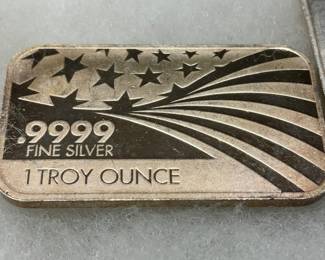 .9999
FINE SILVER
1 TROY OUNCE